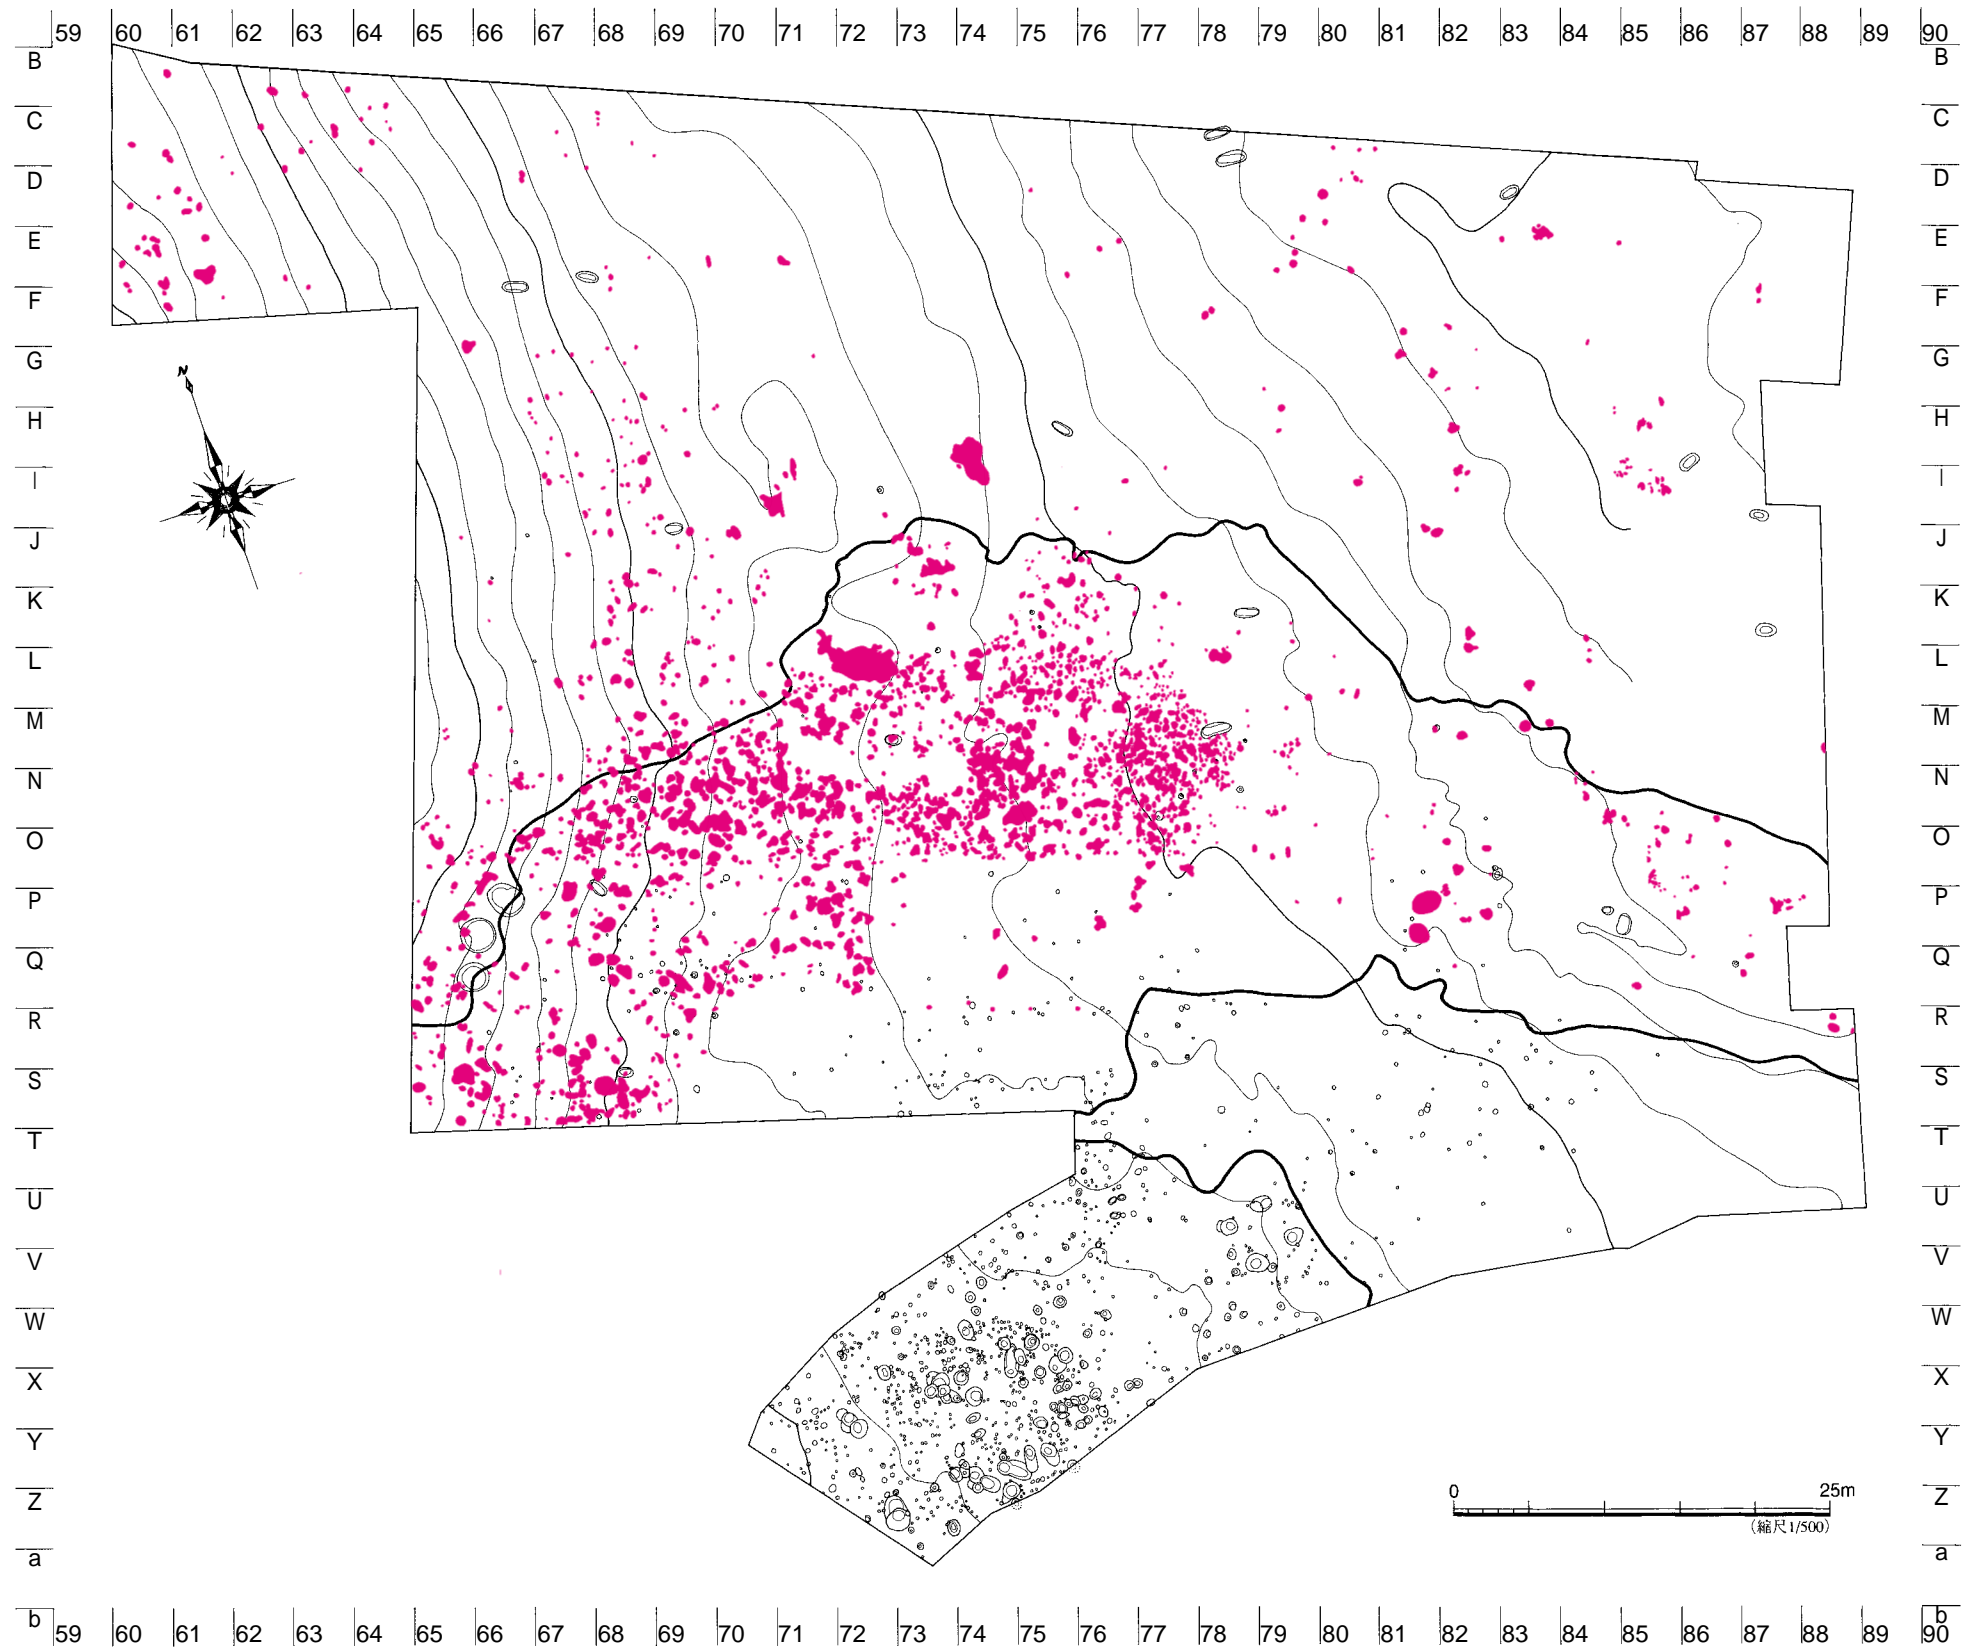 59 60 61 62 63 64 65 66 67 68 69 70 71 72 73 74 75 76 77 78 79 80 81 82 83 84 85 86 87 88 89 90
B B
C C
D D
E E
F F
N
G G
H H
I I
J J
K K
L L
M M
N N
O O
P P
Q Q
R R
S S
T T
U U
V V
W W
X X
Y Y
0 25m
Z Z
(縮尺1/500)
a a
b b
59 60 61 62 63 64 65 66 67 68 69 70 71 72 73 74 75 76 77 78 79 80 81 82 83 84 85 86 87 88 89 90